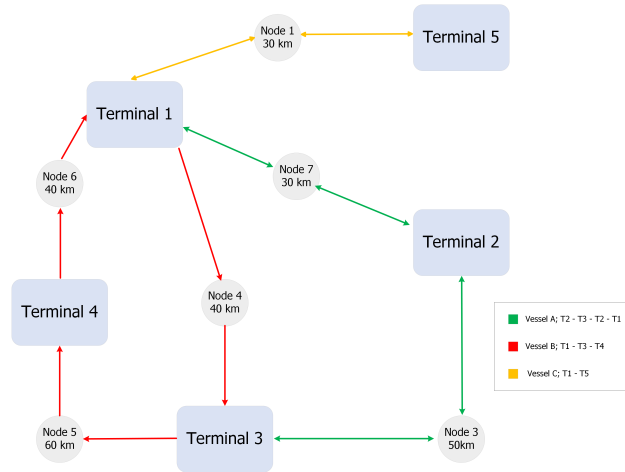 Node 1
30 km
Terminal 5
Terminal 1
Node 7
30 km
Node 6
40 km
Terminal 2
Node 4
40 km
Terminal 4
Vessel A; T2 - T3 - T2 - T1
Vessel B; T1 - T3 - T4
Vessel C; T1 - T5
Node 5
60 km
Terminal 3
Node 3
50km